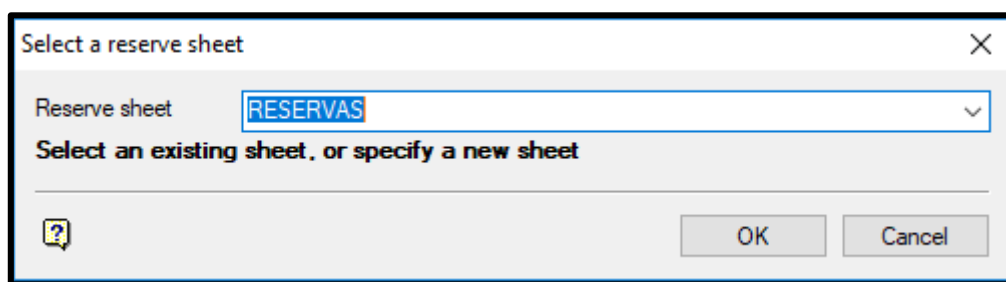 Select a reserve sheet
Reserve sheet RESERVAS
Select an existing sheet, or specify a new sheet
? OK Cancel